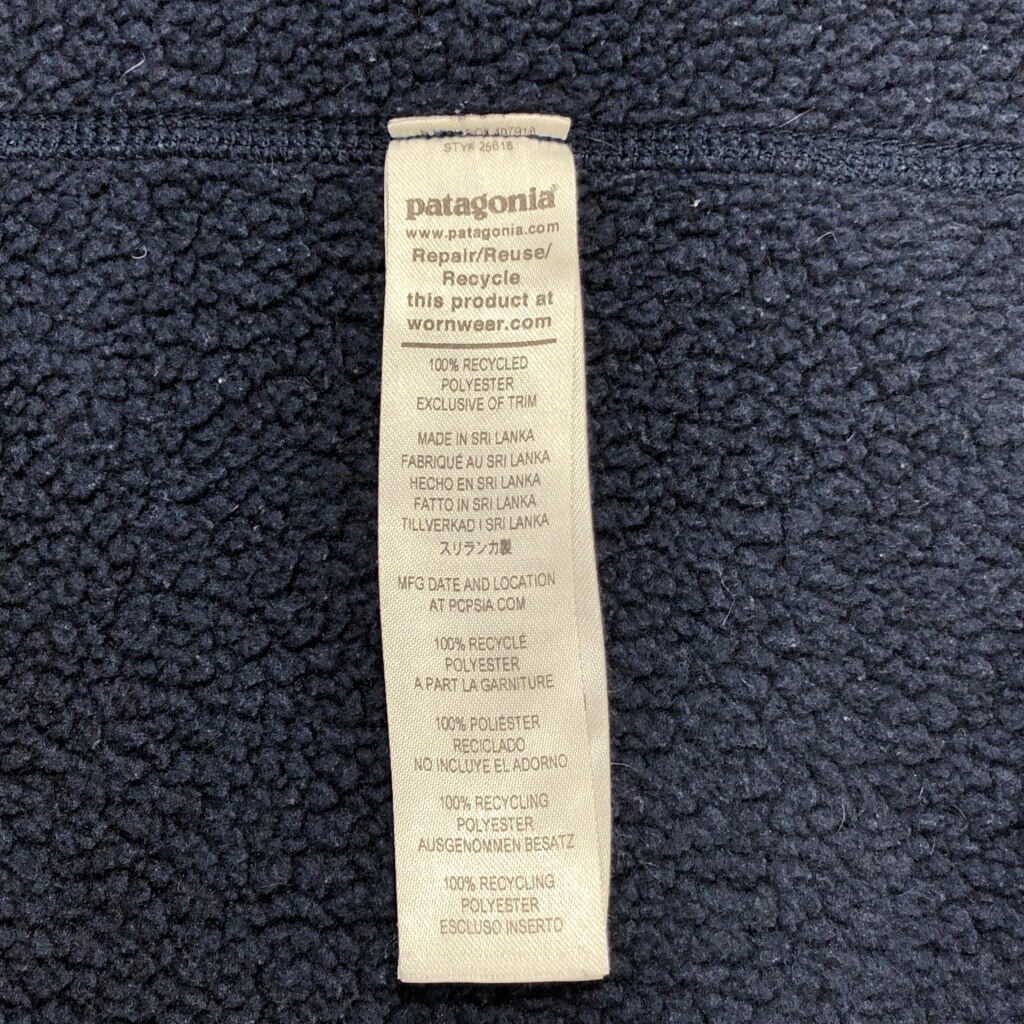 STY# 25618
patagonia®
www.patagonia.com
Repair/Reuse/
Recycle
this product at
wornwear.com
100% RECYCLED
POLYESTER
EXCLUSIVE OF TRIM
MADE IN SRI LANKA
FABRIQUÉ AU SRI LANKA
HECHO EN SRI LANKA
FATTO IN SRI LANKA
TILLVERKAD I SRI LANKA
スリランカ製
MFG DATE AND LOCATION
AT PCPSIA.COM
100% RECYCLÉ
POLYESTER
A PART LA GARNITURE
100% POLIÉSTER
RECICLADO
NO INCLUYE EL ADORNO
100% RECYCLING
POLYESTER
AUSGENOMMEN BESATZ
100% RECYCLING
POLYESTER
ESCLUSO INSERTO